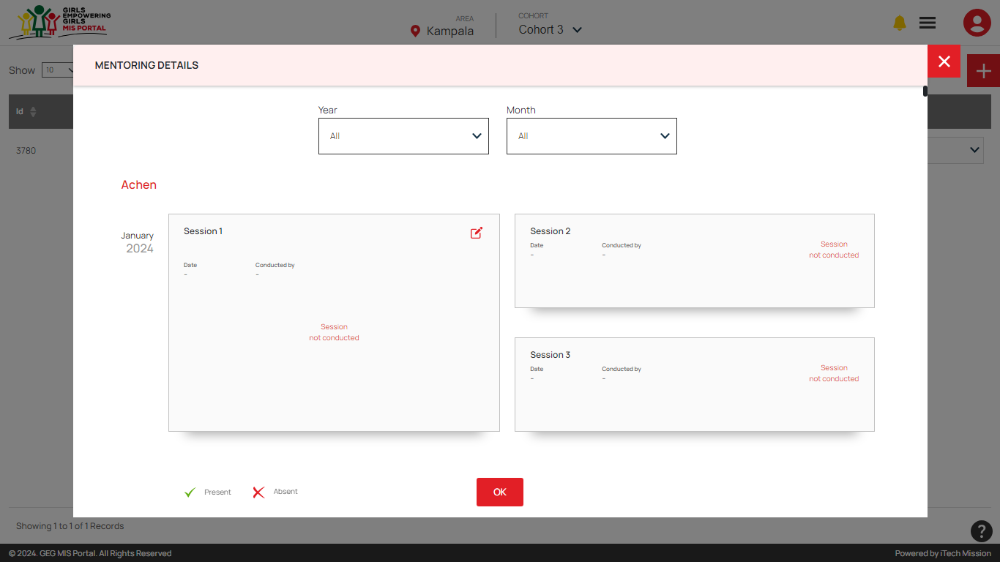 GIRLS
EMPOWERING
GIRLS
MIS PORTAL
AREA
Kampala
COHORT
Cohort 3
Show 10
MENTORING DETAILS
Id
3780
Year
All
Month
All
Achen
January
2024
Session 1
Date
-
Conducted by
-
Session
not conducted
Session 2
Date
-
Conducted by
-
Session
not conducted
Session 3
Date
-
Conducted by
-
Session
not conducted
Present
Absent
OK
Showing 1 to 1 of 1 Records
?
© 2024. GEG MIS Portal. All Rights Reserved
Powered by iTech Mission